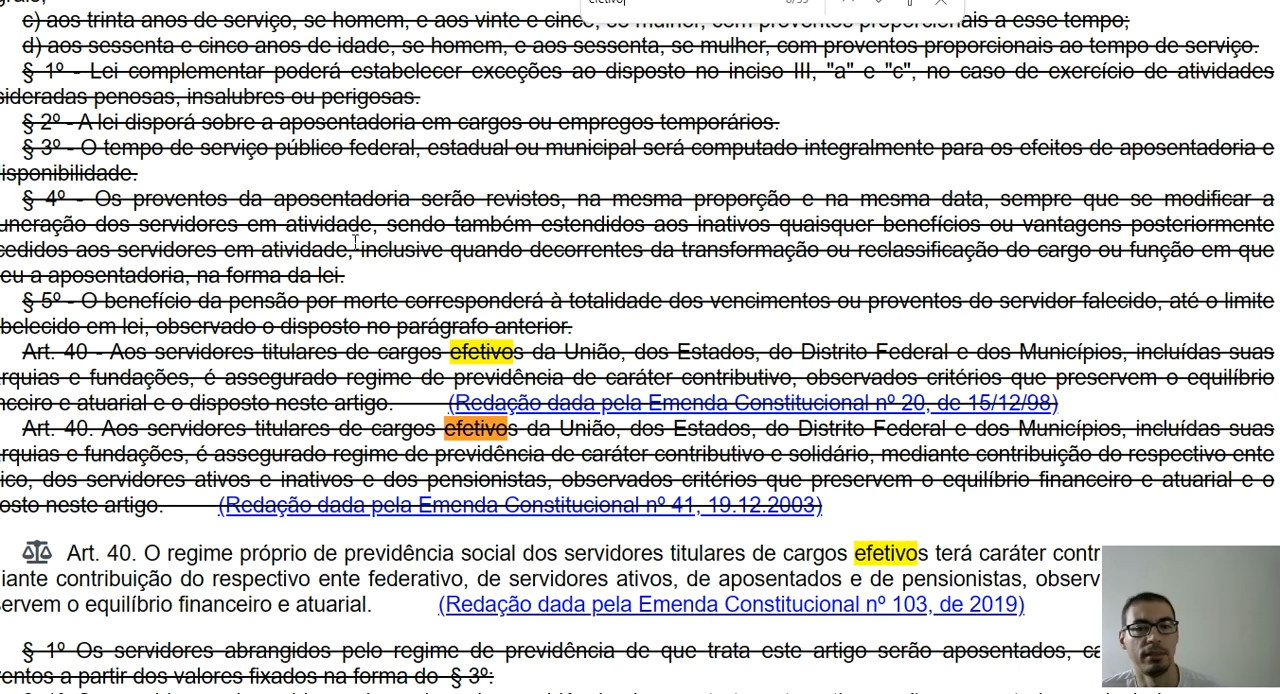 efetivo
c) aos trinta anos de serviço, se homem, e aos vinte e cinco, se mulher, com proventos proporcionais a esse tempo;
d) aos sessenta e cinco anos de idade, se homem, e aos sessenta, se mulher, com proventos proporcionais ao tempo de serviço.
§ 1º - Lei complementar poderá estabelecer exceções ao disposto no inciso III, "a" e "c", no caso de exercício de atividades
sideradas penosas, insalubres ou perigosas.
§ 2º - A lei disporá sobre a aposentadoria em cargos ou empregos temporários.
§ 3º - O tempo de serviço público federal, estadual ou municipal será computado integralmente para os efeitos de aposentadoria e
isponibilidade.
§ 4º - Os proventos da aposentadoria serão revistos, na mesma proporção e na mesma data, sempre que se modificar a
uneração dos servidores em atividade, sendo também estendidos aos inativos quaisquer benefícios ou vantagens posteriormente
cedidos aos servidores em atividade, inclusive quando decorrentes da transformação ou reclassificação do cargo ou função em que
eu a aposentadoria, na forma da lei.
§ 5º - O benefício da pensão por morte corresponderá à totalidade dos vencimentos ou proventos do servidor falecido, até o limite
belecido em lei, observado o disposto no parágrafo anterior.
Art. 40 - Aos servidores titulares de cargos efetivos da União, dos Estados, do Distrito Federal e dos Municípios, incluídas suas
rquias e fundações, é assegurado regime de previdência de caráter contributivo, observados critérios que preservem o equilíbrio
nceiro e atuarial e o disposto neste artigo. (Redação dada pela Emenda Constitucional nº 20, de 15/12/98)
Art. 40. Aos servidores titulares de cargos efetivos da União, dos Estados, do Distrito Federal e dos Municípios, incluídas suas
rquias e fundações, é assegurado regime de previdência de caráter contributivo e solidário, mediante contribuição do respectivo ente
ico, dos servidores ativos e inativos e dos pensionistas, observados critérios que preservem o equilíbrio financeiro e atuarial e o
osto neste artigo. (Redação dada pela Emenda Constitucional nº 41, 19.12.2003)
Art. 40. O regime próprio de previdência social dos servidores titulares de cargos efetivos terá caráter contr
iante contribuição do respectivo ente federativo, de servidores ativos, de aposentados e de pensionistas, observ
servem o equilíbrio financeiro e atuarial. (Redação dada pela Emenda Constitucional nº 103, de 2019)
§ 1º Os servidores abrangidos pelo regime de previdência de que trata este artigo serão aposentados, ca
ventos a partir dos valores fixados na forma do § 3º: